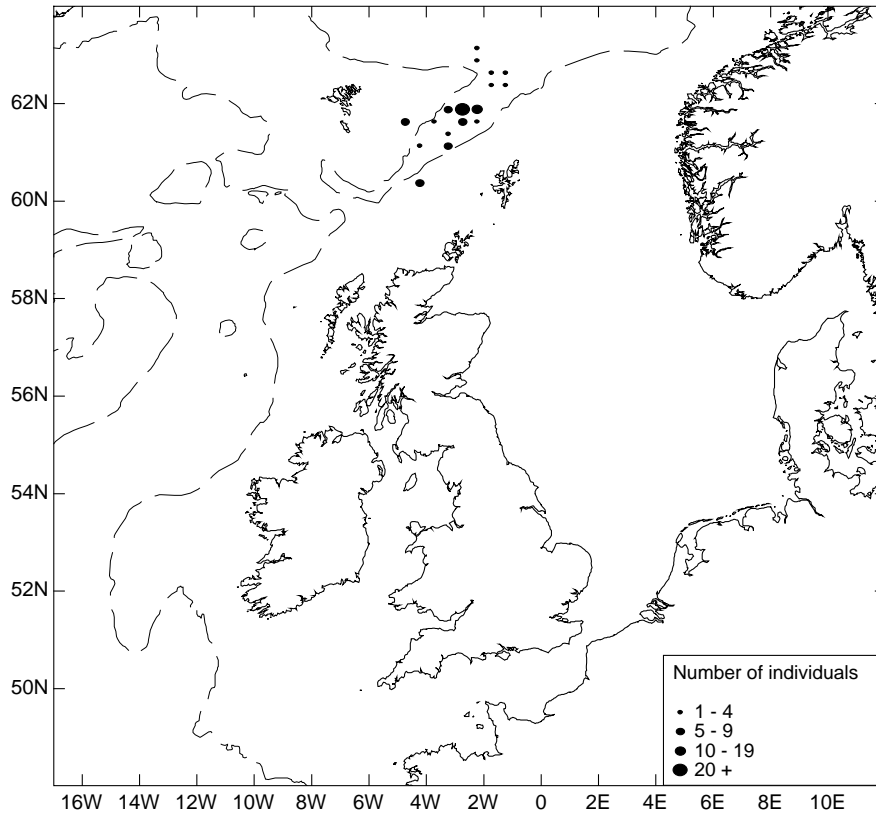 62N
60N
58N
56N
54N
52N
50N
Number of individuals
1 - 4
5 - 9
10 - 19
20 +
16W 14W 12W 10W 8W 6W 4W 2W 0 2E 4E 6E 8E 10E